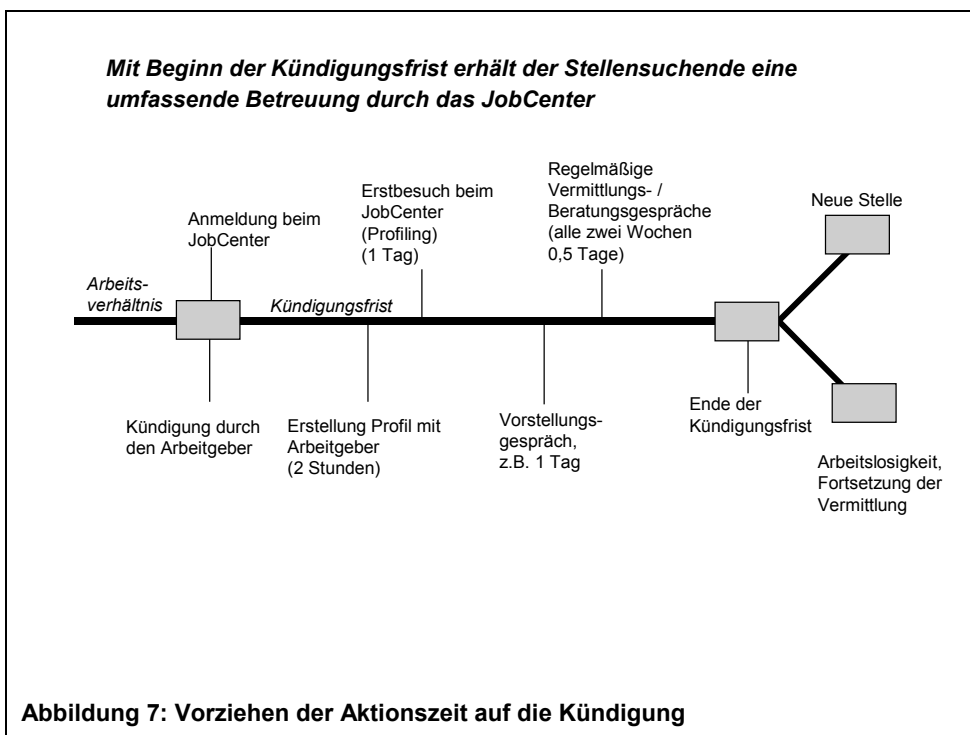 Mit Beginn der Kündigungsfrist erhält der Stellensuchende eine
umfassende Betreuung durch das JobCenter
Anmeldung beim
JobCenter
Erstbesuch beim
JobCenter
(Profiling)
(1 Tag)
Regelmäßige
Vermittlungs- /
Beratungsgespräche
(alle zwei Wochen
0,5 Tage)
Neue Stelle
Arbeits-
verhältnis
Kündigungsfrist
Kündigung durch
den Arbeitgeber
Erstellung Profil mit
Arbeitgeber
(2 Stunden)
Vorstellungs-
gespräch,
z.B. 1 Tag
Ende der
Kündigungsfrist
Arbeitslosigkeit,
Fortsetzung der
Vermittlung
Abbildung 7: Vorziehen der Aktionszeit auf die Kündigung